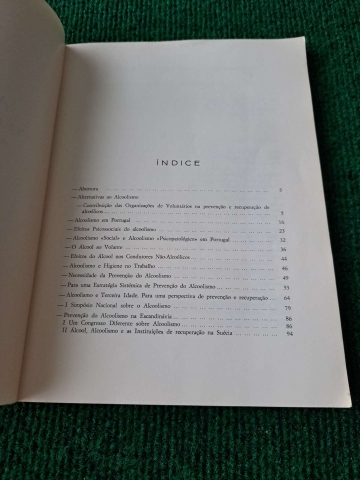 ÍNDICE
—Abertura 3
—Alternativas ao Alcoolismo
—Contribuição das Organizações de Voluntários na prevenção e recuperação de
alcoólicos 5
—Alcoolismo em Portugal 16
—Efeitos Psicossociais do alcoolismo 23
—Alcoolismo «Social» e Alcoolismo «Psicopatológico» em Portugal 32
—O Alcool ao Volante 36
—Efeitos do Alcool nos Condutores Não-Alcoólicos 44
—Alcoolismo e Higiene no Trabalho 46
—Necessidade da Prevenção do Alcoolismo 49
—Para uma Estratégia Sistémica de Prevenção do Alcoolismo 53
—Alcoolismo e Terceira Idade. Para uma perspectiva de prevenção e recuperação 64
—I Simpósio Nacional sobre o Alcoolismo 79
—Prevenção do Alcoolismo na Escandinávia 86
I Um Congresso Diferente sobre Alcoolismo 86
II Alcool, Alcoolismo e as Instituições de recuperação na Suécia 94